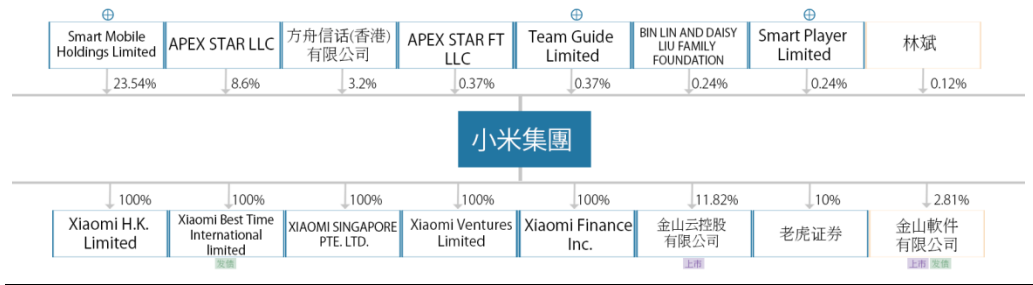 Smart Mobile
Holdings Limited
APEX STAR LLC
方舟信话(香港)
有限公司
APEX STAR FT
LLC
Team Guide
Limited
BIN LIN AND DAISY
LIU FAMILY
FOUNDATION
Smart Player
Limited
林斌
23.54%
8.6%
3.2%
0.37%
0.37%
0.24%
0.24%
0.12%
小米集團
100%
100%
100%
100%
100%
11.82%
10%
2.81%
Xiaomi H.K.
Limited
Xiaomi Best Time
International
limited
发债
XIAOMI SINGAPORE
PTE. LTD.
Xiaomi Ventures
Limited
Xiaomi Finance
Inc.
金山云控股
有限公司
上市
老虎证券
金山軟件
有限公司
上市 发债